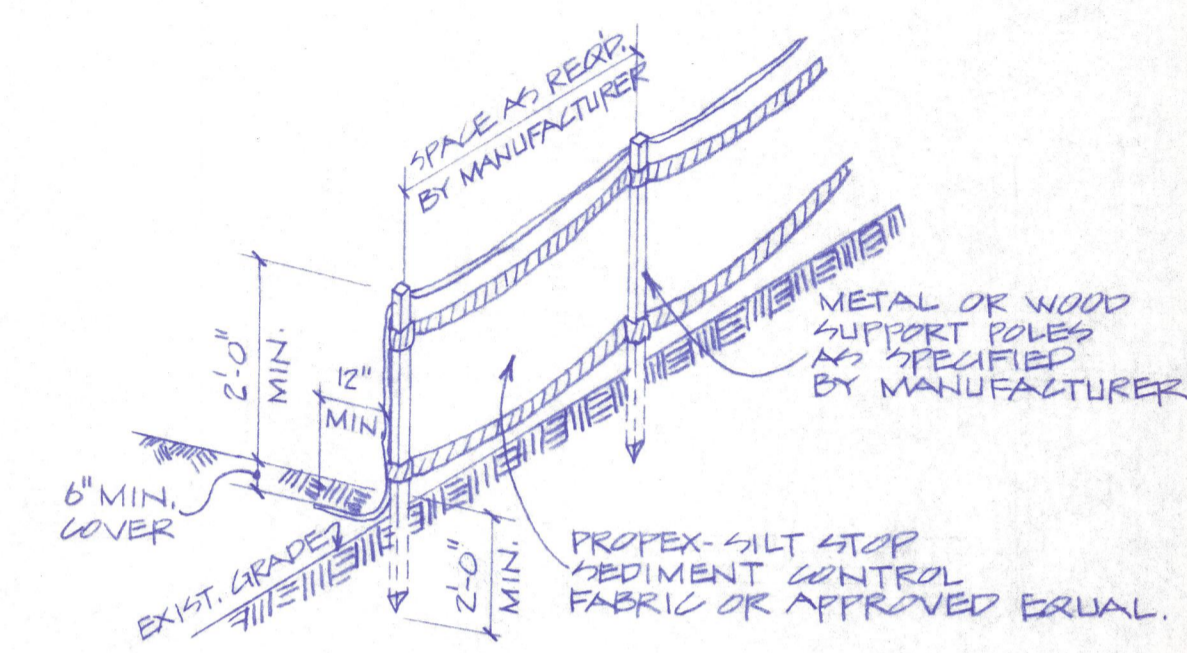 SPACE AS REQ'D.
BY MANUFACTURER
2'-0"
MIN.
12"
MIN
6" MIN.
COVER
EXIST. GRADE
2'-0"
MIN.
METAL OR WOOD
SUPPORT POLES
AS SPECIFIED
BY MANUFACTURER
PROPEX-SILT STOP
SEDIMENT CONTROL
FABRIC OR APPROVED EQUAL.